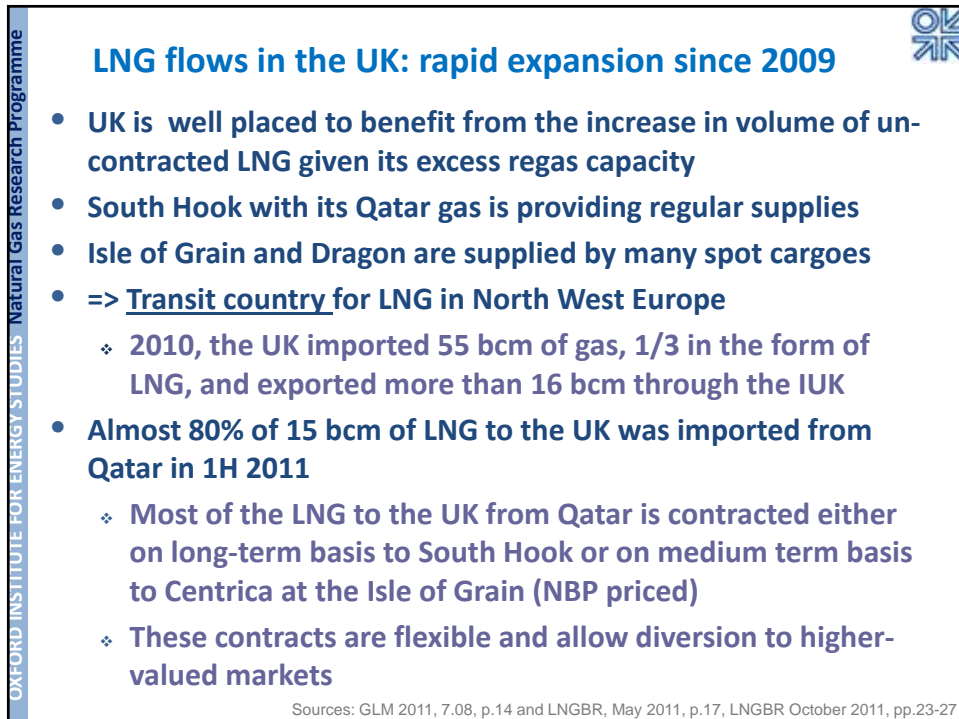 LNG flows in the UK: rapid expansion since 2009
• UK is well placed to benefit from the increase in volume of un-
contracted LNG given its excess regas capacity
• South Hook with its Qatar gas is providing regular supplies
• Isle of Grain and Dragon are supplied by many spot cargoes
• => Transit country for LNG in North West Europe
❖ 2010, the UK imported 55 bcm of gas, 1/3 in the form of
LNG, and exported more than 16 bcm through the IUK
• Almost 80% of 15 bcm of LNG to the UK was imported from
Qatar in 1H 2011
❖ Most of the LNG to the UK from Qatar is contracted either
on long-term basis to South Hook or on medium term basis
to Centrica at the Isle of Grain (NBP priced)
❖ These contracts are flexible and allow diversion to higher-
valued markets
Sources: GLM 2011, 7.08, p.14 and LNGBR, May 2011, p.17, LNGBR October 2011, pp.23-27
OXFORD INSTITUTE FOR ENERGY STUDIES Natural Gas Research Programme